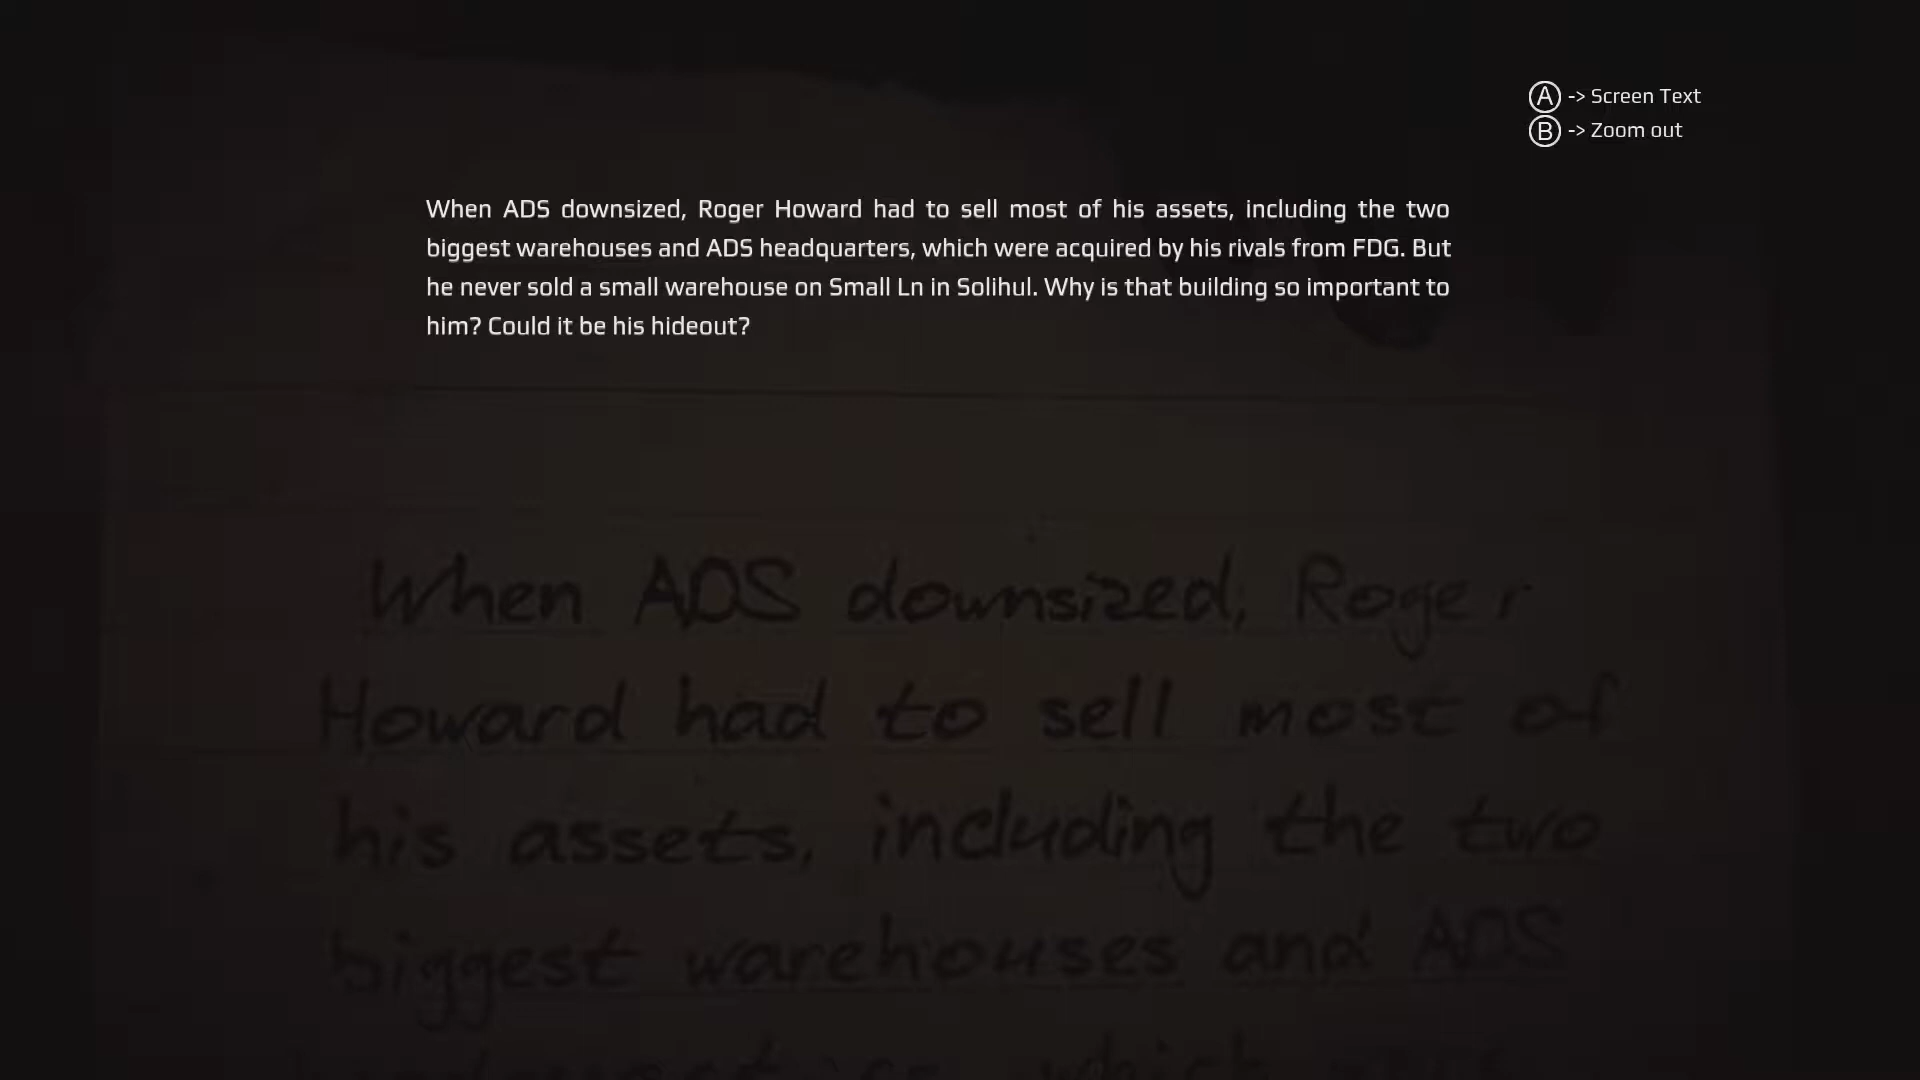 Ⓐ -> Screen Text
Ⓑ -> Zoom out
When ADS downsized, Roger Howard had to sell most of his assets, including the two
biggest warehouses and ADS headquarters, which were acquired by his rivals from FDG. But
he never sold a small warehouse on Small Ln in Solihul. Why is that building so important to
him? Could it be his hideout?
When ADS downsized, Roger
Howard had to sell most of
his assets, including the two
biggest warehouses and ADS
headquarters, which were